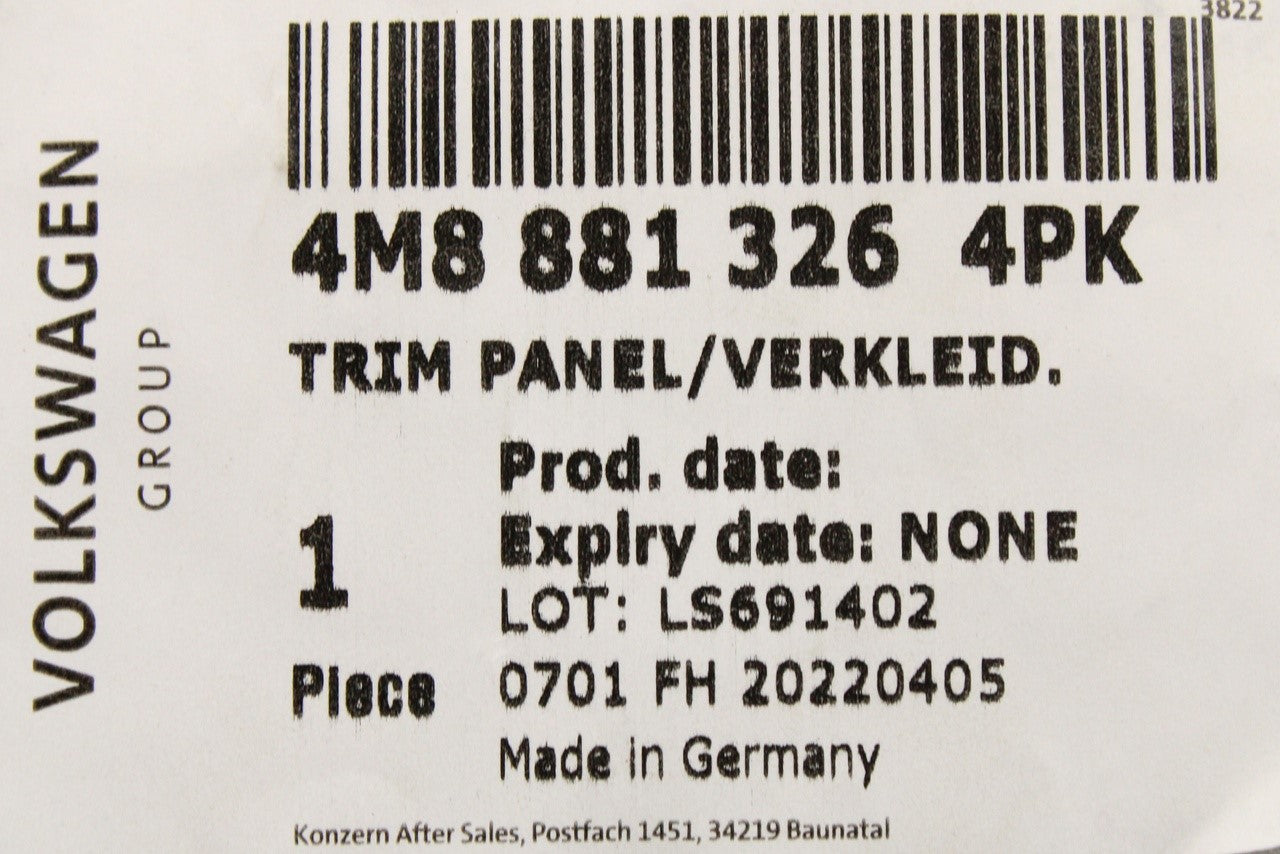 3822
VOLKSWAGEN
GROUP
4M8 881 326 4PK
TRIM PANEL/VERKLEID.
Prod. date:
Expiry date: NONE
1
LOT: LS691402
Piece
0701 FH 20220405
Made in Germany
Konzern After Sales, Postfach 1451, 34219 Baunatal